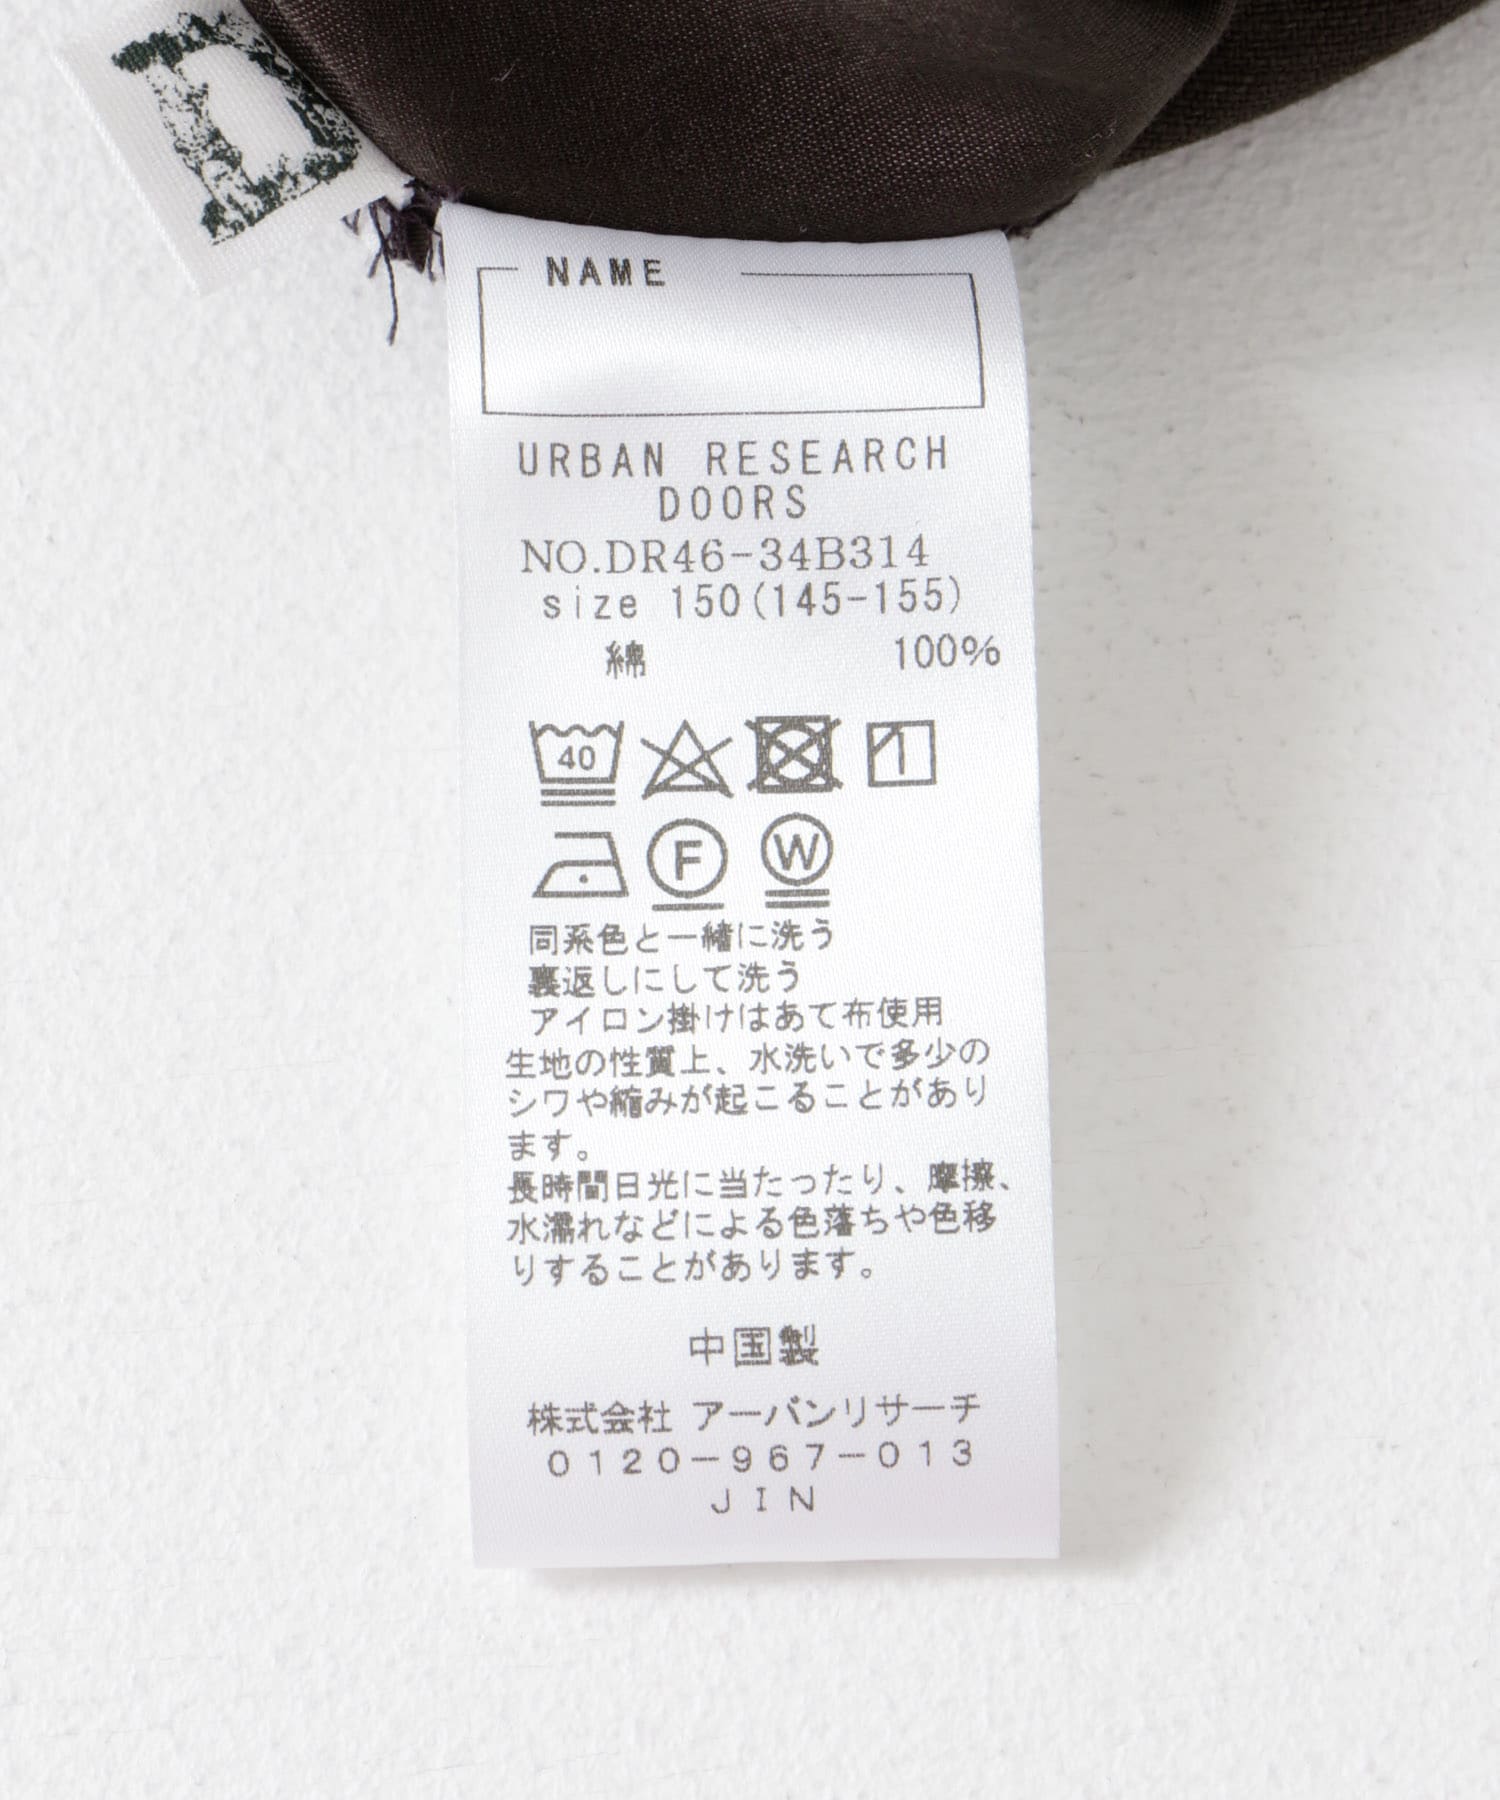 D
NAME
URBAN RESEARCH
DOORS
NO.DR46-34B314
size 150(145-155)
綿 100%
40
F W
同系色と一緒に洗う
裏返しにして洗う
アイロン掛けはあて布使用
生地の性質上、水洗いで多少の
シワや縮みが起こることがあり
ます。
長時間日光に当たったり、摩擦、
水濡れなどによる色落ちや色移
りすることがあります。
中国製
株式会社 アーバンリサーチ
0120-967-013
JIN